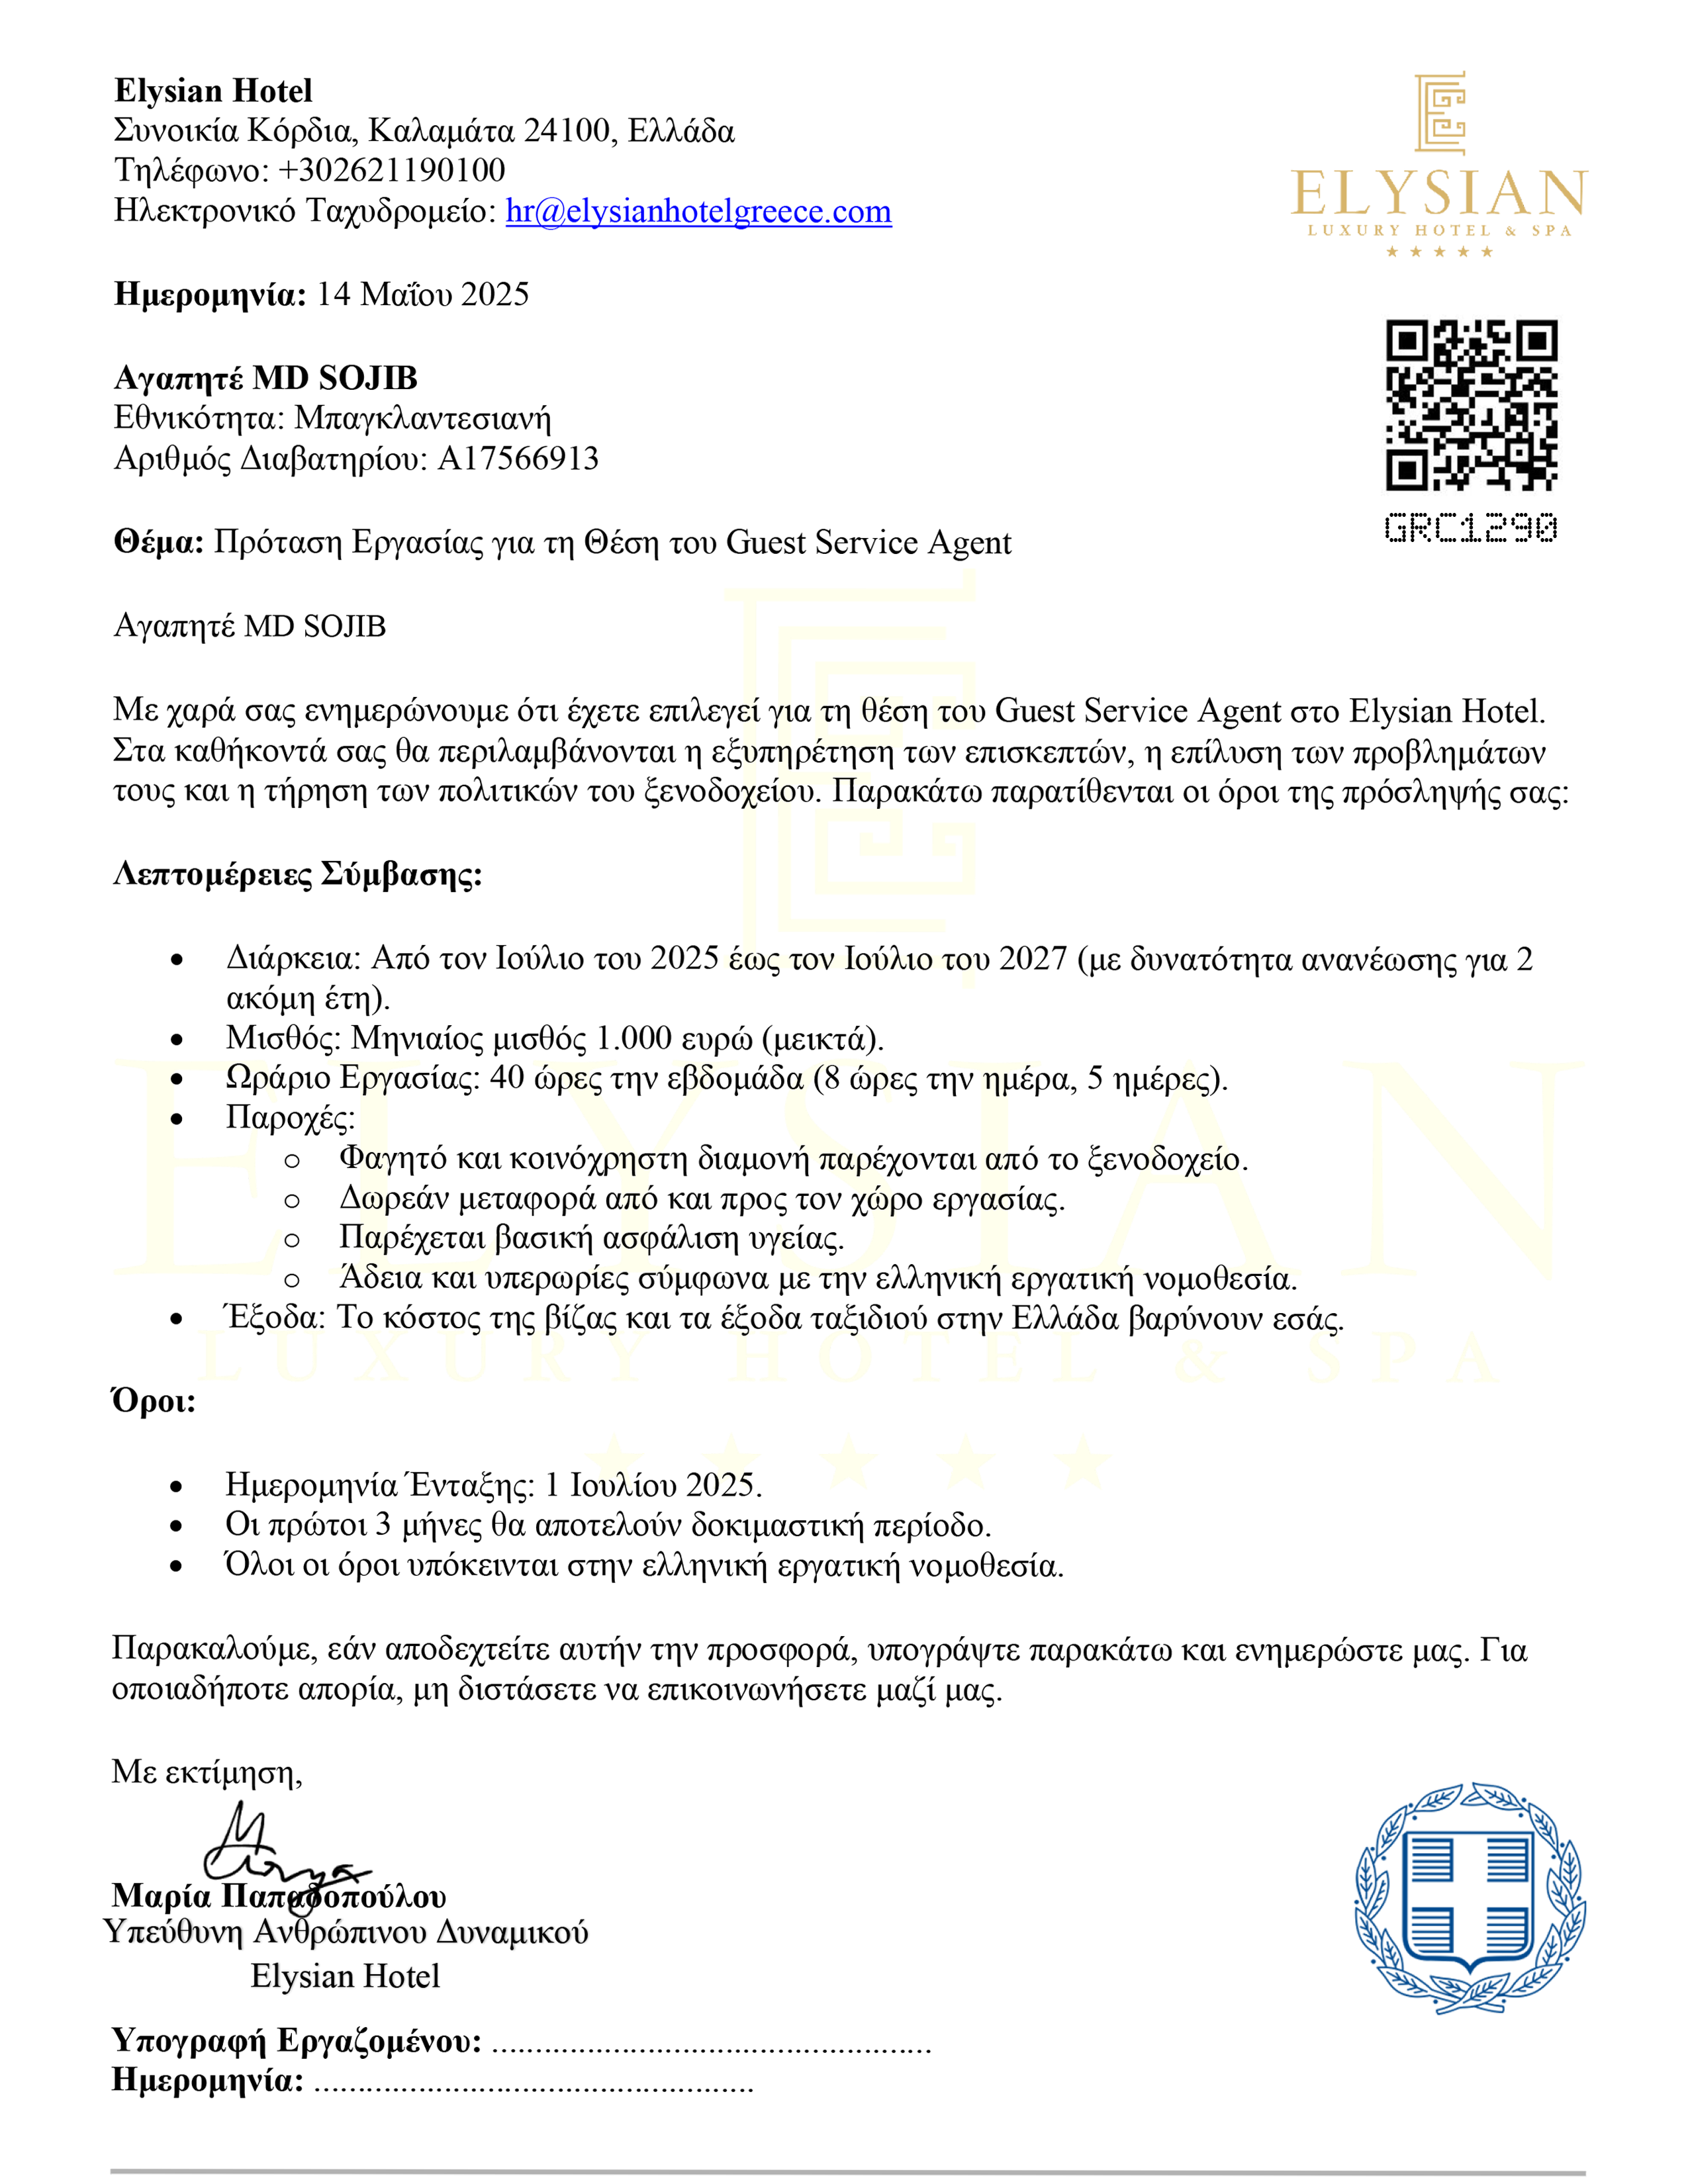 Elysian Hotel
Συνοικία Κόρδια, Καλαμάτα 24100, Ελλάδα
Τηλέφωνο: +302621190100
Ηλεκτρονικό Ταχυδρομείο: hr@elysianhotelgreece.com
ELYSIAN
LUXURY HOTEL & SPA
Ημερομηνία: 14 Μαΐου 2025
Αγαπητέ MD SOJIB
Εθνικότητα: Μπαγκλαντεσιανή
Αριθμός Διαβατηρίου: A17566913
GRC1290
Θέμα: Πρόταση Εργασίας για τη Θέση του Guest Service Agent
Αγαπητέ MD SOJIB
Με χαρά σας ενημερώνουμε ότι έχετε επιλεγεί για τη θέση του Guest Service Agent στο Elysian Hotel.
Στα καθήκοντά σας θα περιλαμβάνονται η εξυπηρέτηση των επισκεπτών, η επίλυση των προβλημάτων
τους και η τήρηση των πολιτικών του ξενοδοχείου. Παρακάτω παρατίθενται οι όροι της πρόσληψής σας:
Λεπτομέρειες Σύμβασης:
• Διάρκεια: Από τον Ιούλιο του 2025 έως τον Ιούλιο του 2027 (με δυνατότητα ανανέωσης για 2
ακόμη έτη).
• Μισθός: Μηνιαίος μισθός 1.000 ευρώ (μεικτά).
• Ωράριο Εργασίας: 40 ώρες την εβδομάδα (8 ώρες την ημέρα, 5 ημέρες).
• Παροχές:
o Φαγητό και κοινόχρηστη διαμονή παρέχονται από το ξενοδοχείο.
o Δωρεάν μεταφορά από και προς τον χώρο εργασίας.
o Παρέχεται βασική ασφάλιση υγείας.
o Άδεια και υπερωρίες σύμφωνα με την ελληνική εργατική νομοθεσία.
• Έξοδα: Το κόστος της βίζας και τα έξοδα ταξιδιού στην Ελλάδα βαρύνουν εσάς.
ELYSIAN
LUXURY HOTEL & SPA
Όροι:
• Ημερομηνία Ένταξης: 1 Ιουλίου 2025.
• Οι πρώτοι 3 μήνες θα αποτελούν δοκιμαστική περίοδο.
• Όλοι οι όροι υπόκεινται στην ελληνική εργατική νομοθεσία.
Παρακαλούμε, εάν αποδεχτείτε αυτήν την προσφορά, υπογράψτε παρακάτω και ενημερώστε μας. Για
οποιαδήποτε απορία, μη διστάσετε να επικοινωνήσετε μαζί μας.
Με εκτίμηση,
Μαρία Παπαδοπούλου
Υπεύθυνη Ανθρώπινου Δυναμικού
Elysian Hotel
Υπογραφή Εργαζομένου: ..................................................
Ημερομηνία: ..................................................